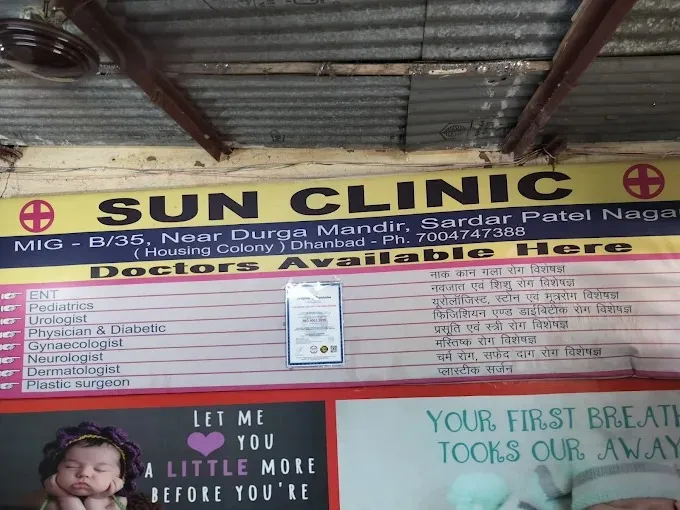 SUN CLINIC
MIG - B/35, Near Durga Mandir, Sardar Patel Nagar
( Housing Colony ) Dhanbad - Ph. 7004747388
Doctors Available Here
ENT
नाक कान गला रोग विशेषज्ञ
Pediatrics
नवजात एवं शिशु रोग विशेषज्ञ
Urologist
यूरोलॉजिस्ट, स्टोन एवं मूत्ररोग विशेषज्ञ
Physician & Diabetic
फिजिशियन एण्ड डाईबिटीक रोग विशेषज्ञ
Gynaecologist
प्रसूति एवं स्त्री रोग विशेषज्ञ
Neurologist
मस्तिष्क रोग विशेषज्ञ
Dermatologist
चर्म रोग, सफेद दाग रोग विशेषज्ञ
Plastic surgeon
प्लास्टीक सर्जन
LET ME
YOU
A LITTLE MORE
BEFORE YOU'RE
YOUR FIRST BREATH
TOOKS OUR AWAY